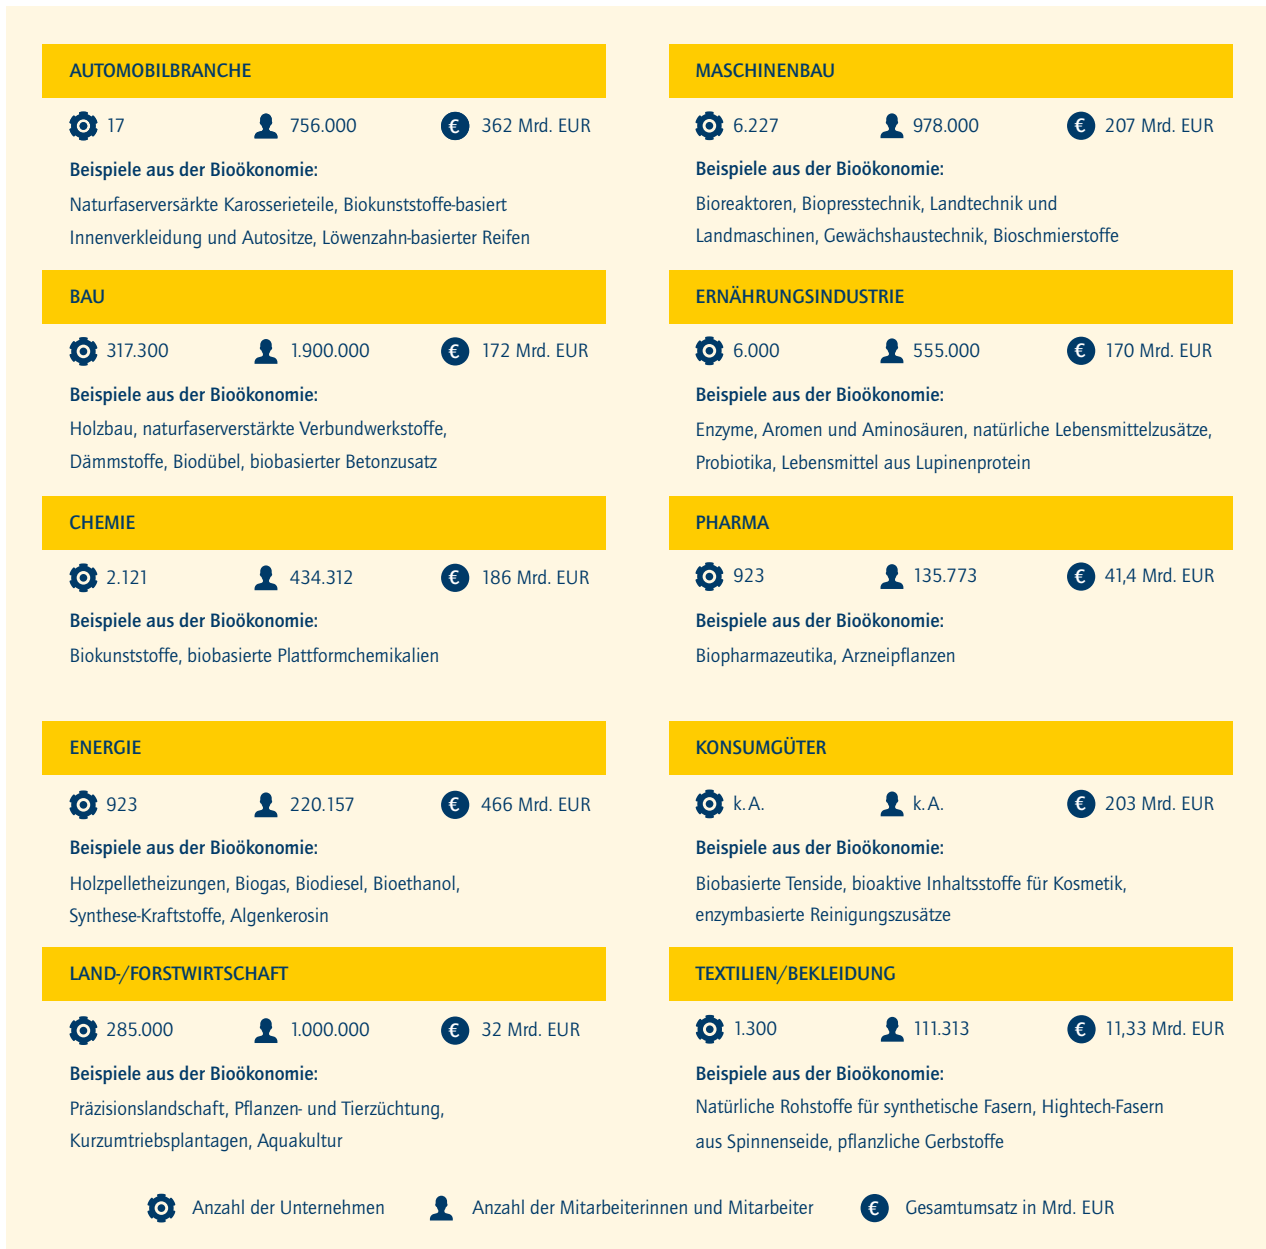 AUTOMOBILBRANCHE
17 756.000 € 362 Mrd. EUR
Beispiele aus der Bioökonomie:
Naturfaserversärkte Karosserieteile, Biokunststoffe-basiert
Innenverkleidung und Autositze, Löwenzahn-basierter Reifen
MASCHINENBAU
6.227 978.000 € 207 Mrd. EUR
Beispiele aus der Bioökonomie:
Bioreaktoren, Biopresstechnik, Landtechnik und
Landmaschinen, Gewächshaustechnik, Bioschmierstoffe
BAU
317.300 1.900.000 € 172 Mrd. EUR
Beispiele aus der Bioökonomie:
Holzbau, naturfaserverstärkte Verbundwerkstoffe,
Dämmstoffe, Biodübel, biobasierter Betonzusatz
ERNÄHRUNGSINDUSTRIE
6.000 555.000 € 170 Mrd. EUR
Beispiele aus der Bioökonomie:
Enzyme, Aromen und Aminosäuren, natürliche Lebensmittelzusätze,
Probiotika, Lebensmittel aus Lupinenprotein
CHEMIE
2.121 434.312 € 186 Mrd. EUR
Beispiele aus der Bioökonomie:
Biokunststoffe, biobasierte Plattformchemikalien
PHARMA
923 135.773 € 41,4 Mrd. EUR
Beispiele aus der Bioökonomie:
Biopharmazeutika, Arzneipflanzen
ENERGIE
923 220.157 € 466 Mrd. EUR
Beispiele aus der Bioökonomie:
Holzpelletheizungen, Biogas, Biodiesel, Bioethanol,
Synthese-Kraftstoffe, Algenkerosin
KONSUMGÜTER
k. A. k. A. € 203 Mrd. EUR
Beispiele aus der Bioökonomie:
Biobasierte Tenside, bioaktive Inhaltsstoffe für Kosmetik,
enzymbasierte Reinigungszusätze
LAND-/FORSTWIRTSCHAFT
285.000 1.000.000 € 32 Mrd. EUR
Beispiele aus der Bioökonomie:
Präzisionslandschaft, Pflanzen- und Tierzüchtung,
Kurzumtriebsplantagen, Aquakultur
TEXTILIEN/BEKLEIDUNG
1.300 111.313 € 11,33 Mrd. EUR
Beispiele aus der Bioökonomie:
Natürliche Rohstoffe für synthetische Fasern, Hightech-Fasern
aus Spinnenseide, pflanzliche Gerbstoffe
Anzahl der Unternehmen Anzahl der Mitarbeiterinnen und Mitarbeiter € Gesamtumsatz in Mrd. EUR